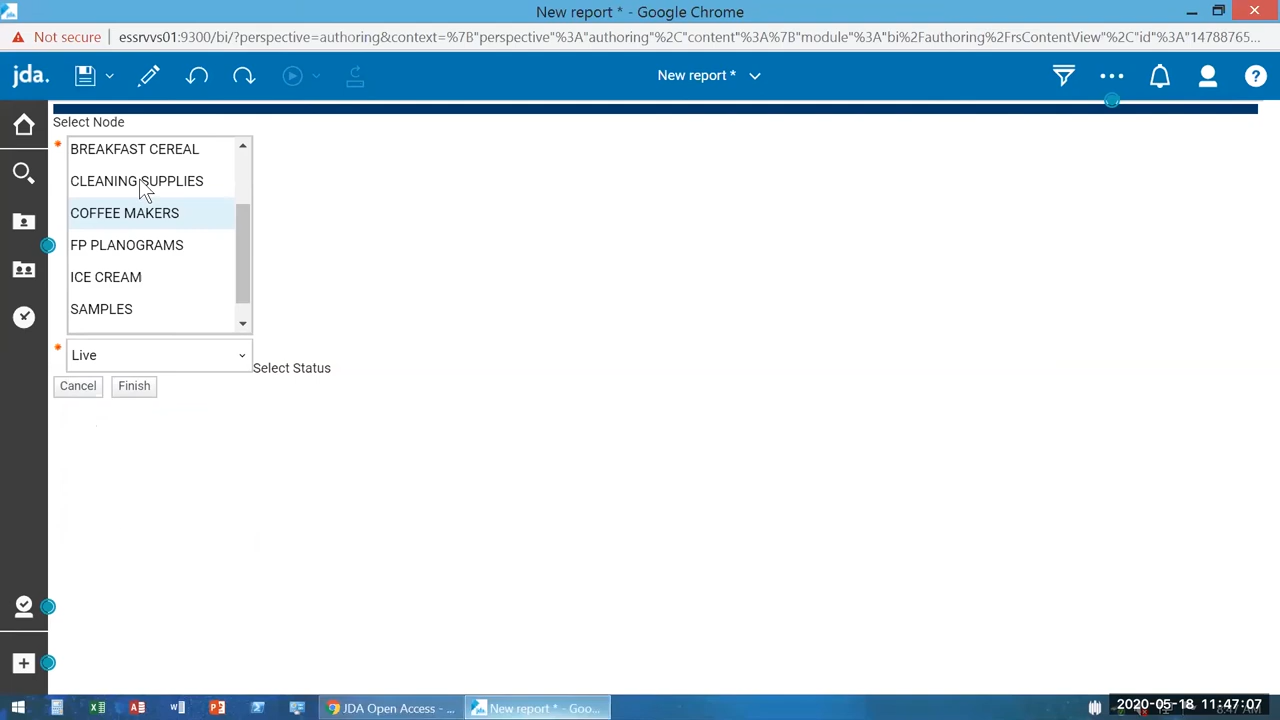 New report * - Google Chrome
Not secure essrvvs01:9300/bi/?perspective=authoring&context=%7B"perspective"%3A"authoring"%2C"content"%3A%7B"module"%3A"bi%2Fauthoring%2FrsContentView"%2C"id"%3A"14788765...
jda.
New report *
Select Node
BREAKFAST CEREAL
CLEANING SUPPLIES
COFFEE MAKERS
FP PLANOGRAMS
ICE CREAM
SAMPLES
Live
Select Status
Cancel Finish
JDA Open Access - ...
New report * - Goo...
2020-05-18 11:47:07